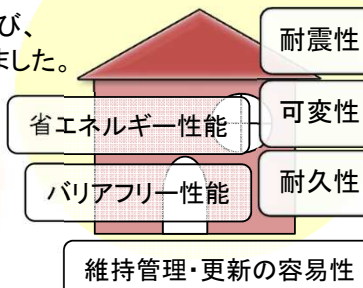 び、
ました。
耐震性
省エネルギー性能
可変性
バリアフリー性能
耐久性
維持管理・更新の容易性